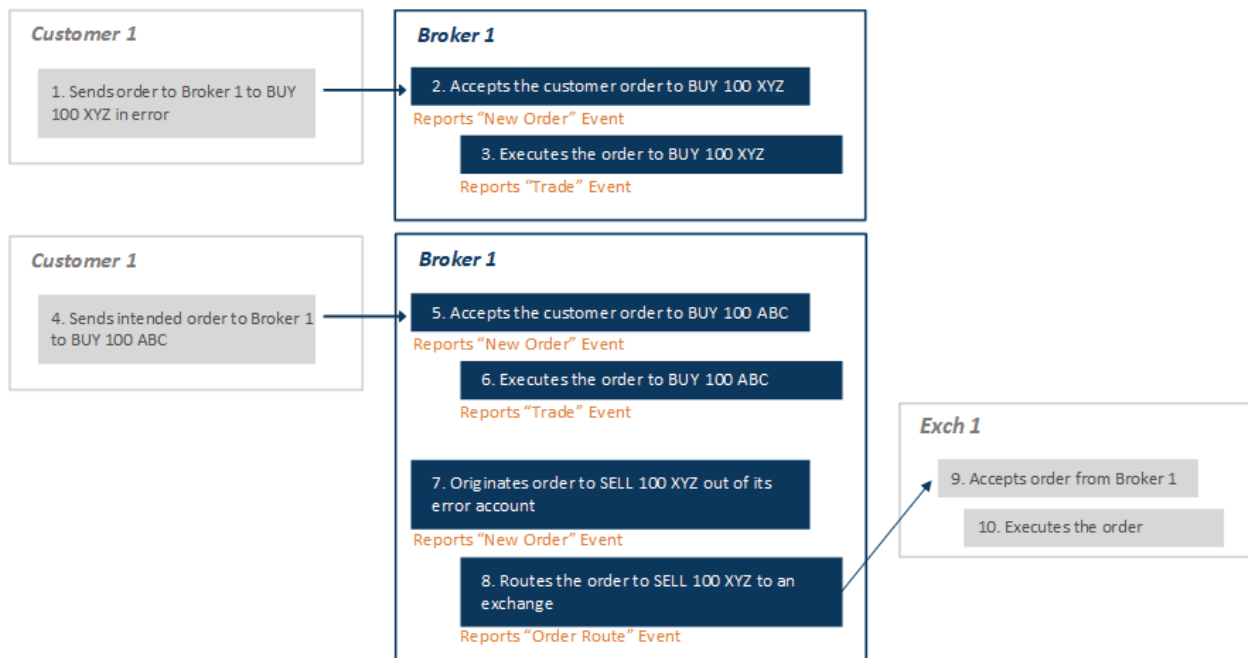 Customer 1
1. Sends order to Broker 1 to BUY
100 XYZ in error
Broker 1
2. Accepts the customer order to BUY 100 XYZ
Reports “New Order” Event
3. Executes the order to BUY 100 XYZ
Reports “Trade” Event
Customer 1
4. Sends intended order to Broker 1
to BUY 100 ABC
Broker 1
5. Accepts the customer order to BUY 100 ABC
Reports “New Order” Event
6. Executes the order to BUY 100 ABC
Reports “Trade” Event
7. Originates order to SELL 100 XYZ out of its
error account
Reports “New Order” Event
8. Routes the order to SELL 100 XYZ to an
exchange
Reports “Order Route” Event
Exch 1
9. Accepts order from Broker 1
10. Executes the order